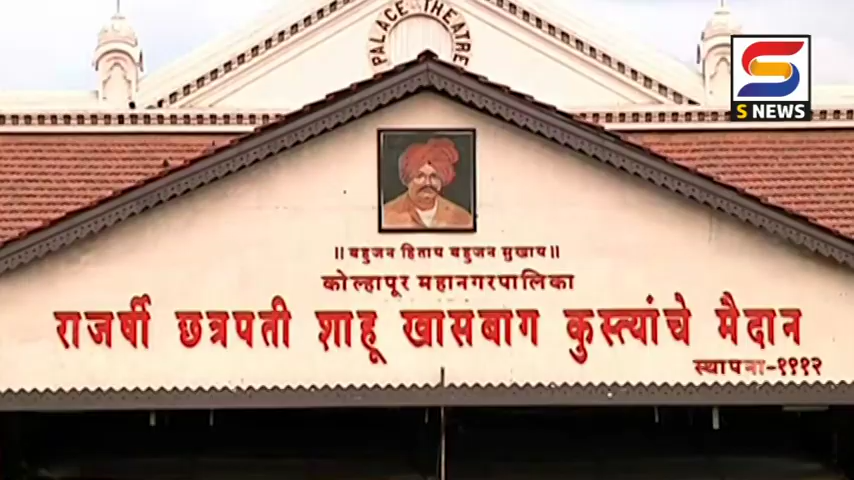 PALACE THEATRE
S NEWS
॥ बहुजन हिताय बहुजन सुखाय ॥
कोल्हापूर महानगरपालिका
राजर्षी छत्रपती शाहू खासबाग कुस्त्यांचे मैदान
स्थापना-१९१२